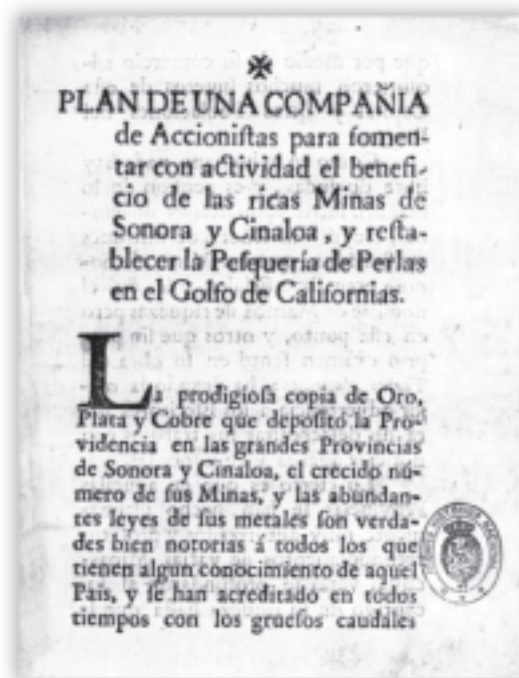 PLAN DE UNA COMPAÑIA
de Accioniſtas para fomen-
tar con actividad el benefi-
cio de las ricas Minas de
Sonora y Cinaloa, y reſta-
blecer la Peſquería de Perlas
en el Golfo de Californias.
La prodigioſa copia de Oro,
Plata y Cobre que depoſitó la Pro-
videncia en las grandes Provincias
de Sonora y Cinaloa, el crecido nú-
mero de ſus Minas, y las abundan-
tes leyes de ſus metales ſon verda-
des bien notorias á todos los que
tienen algun conocimiento de aquel
País, y ſe han acreditado en todos
tiempos con los grueſos caudales